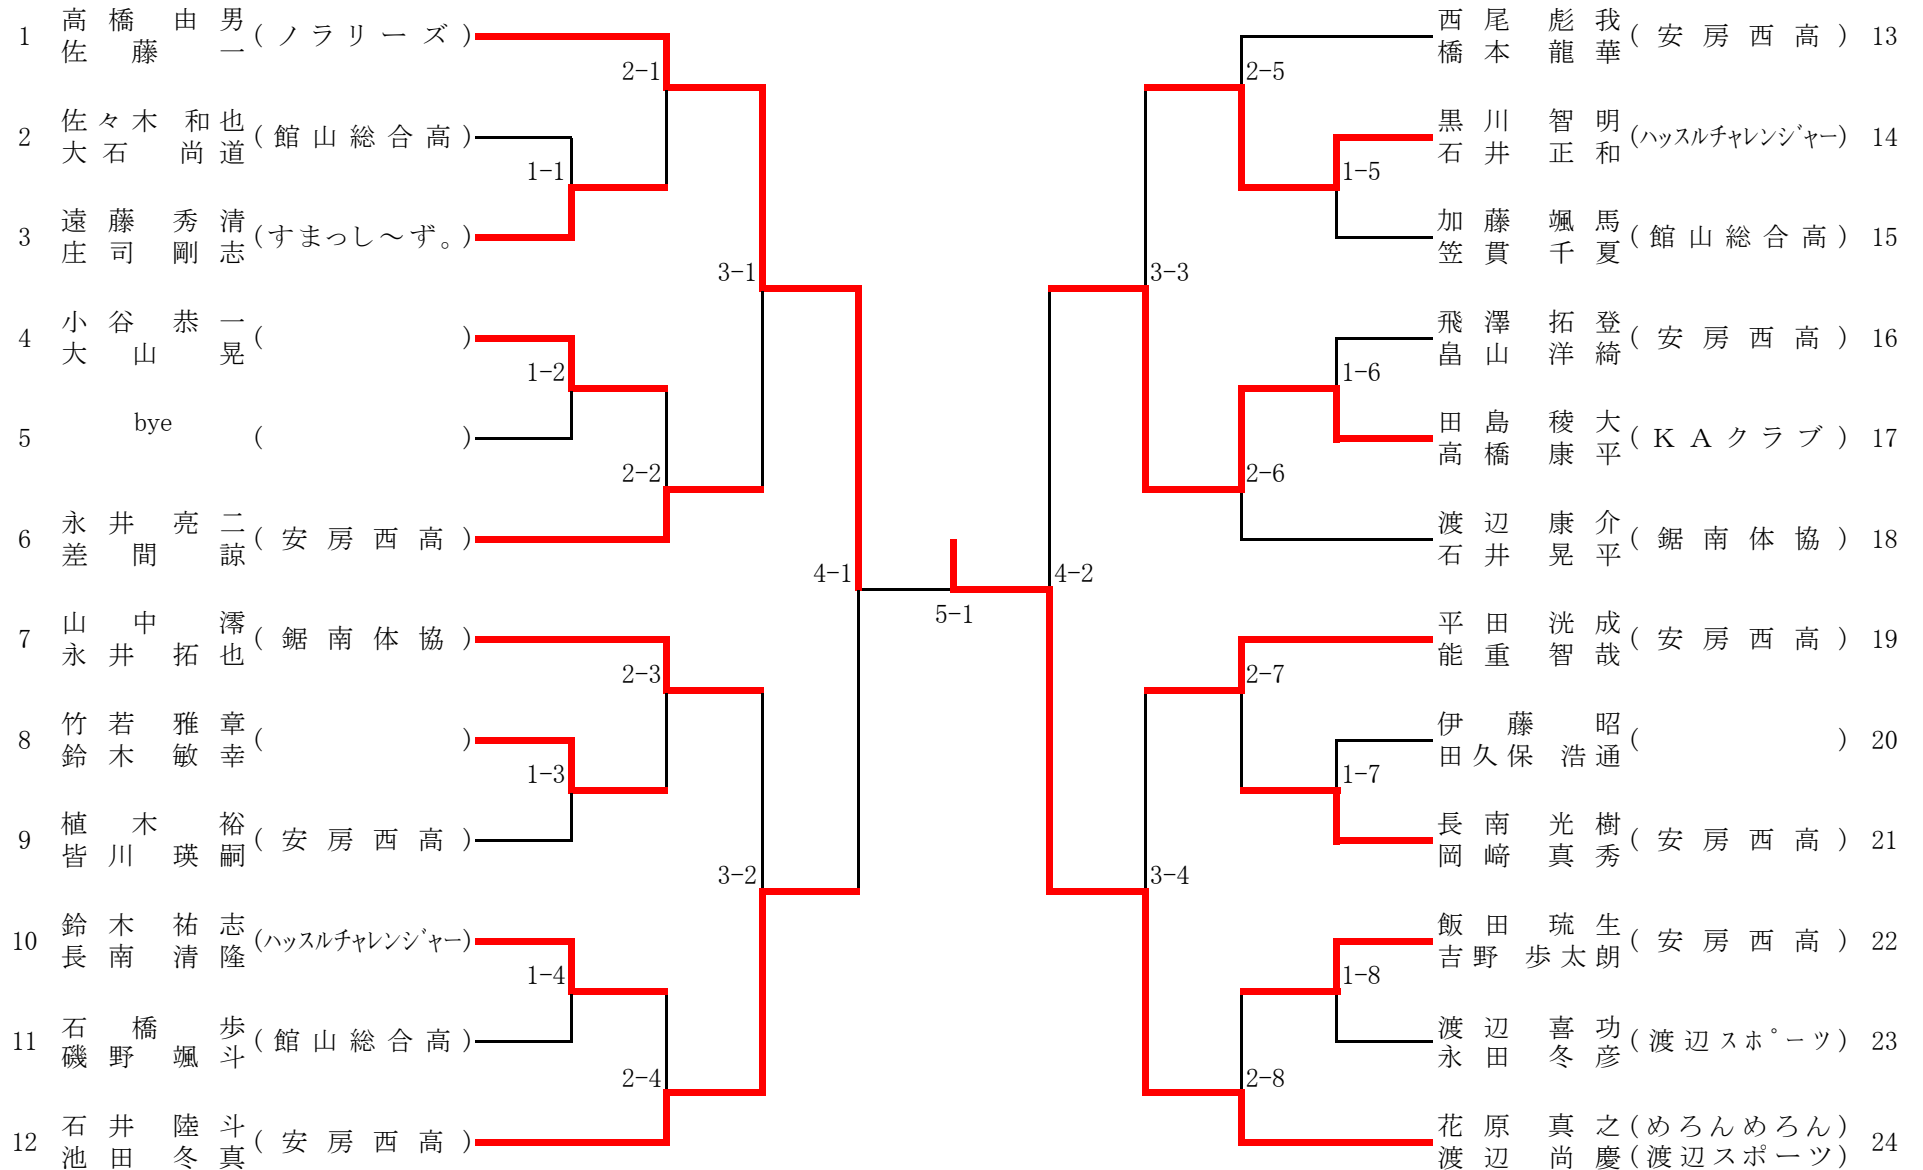 1 高橋 由男 (ノラリーズ)
佐藤 一
2-1
2 佐々木 和也 (館山総合高)
大石 尚道
1-1
3 遠藤 秀清 (すまっし～ず。)
庄司 剛志
3-1
4 小谷 恭一 ( )
大山 晃
1-2
5 bye ( )
2-2
6 永井 亮二 (安房西高)
差間 諒
4-1
7 山中 澪 (鋸南体協)
永井 拓也
2-3
8 竹若 雅章 ( )
鈴木 敏幸
1-3
9 植木 裕 (安房西高)
皆川 瑛嗣
3-2
10 鈴木 祐志 (ハッスルチャレンジャー)
長南 清隆
1-4
11 石橋 歩 (館山総合高)
磯野 颯斗
2-4
12 石井 陸斗 (安房西高)
池田 冬真
5-1
西尾 彪我 (安房西高) 13
橋本 龍華
2-5
黒川 智明 (ハッスルチャレンジャー) 14
石井 正和
1-5
加藤 颯馬 (館山総合高) 15
笠貫 千夏
3-3
飛澤 拓登 (安房西高) 16
畠山 洋綺
1-6
田島 稜大 (KAクラブ) 17
高橋 康平
2-6
渡辺 康介 (鋸南体協) 18
石井 晃平
4-2
平田 洸成 (安房西高) 19
能重 智哉
2-7
伊藤 昭 ( ) 20
田久保 浩通
1-7
長南 光樹 (安房西高) 21
岡﨑 真秀
3-4
飯田 琉生 (安房西高) 22
吉野 歩太朗
1-8
渡辺 喜功 (渡辺スポーツ) 23
永田 冬彦
2-8
花原 真之 (めろんめろん) 24
渡辺 尚慶 (渡辺スポーツ)